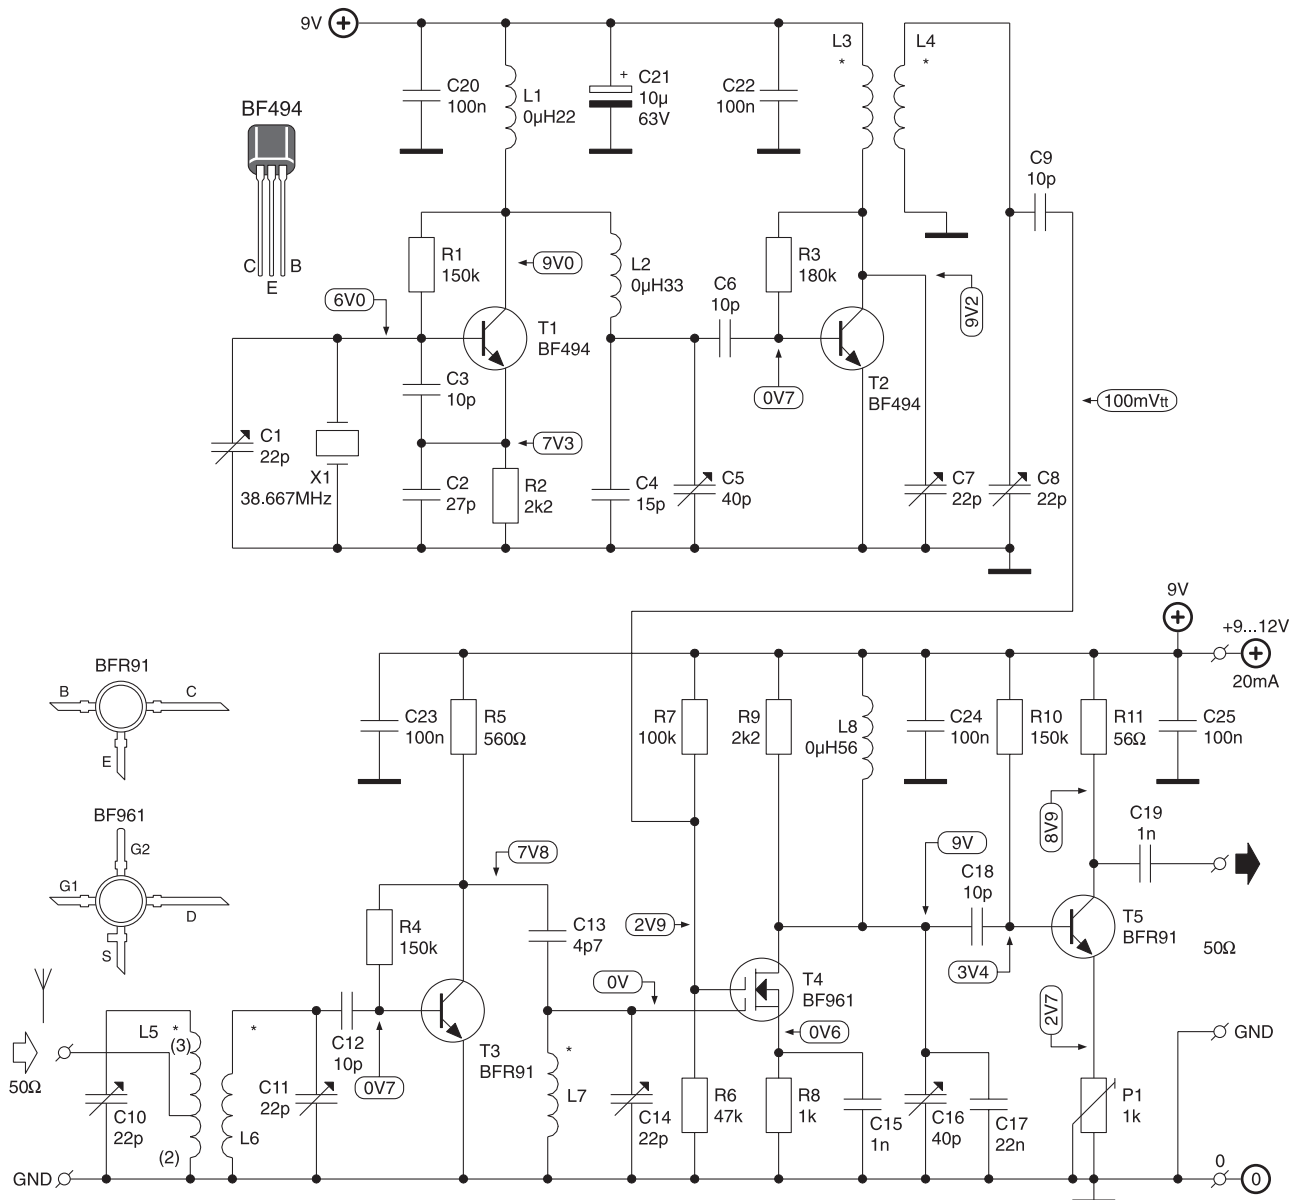 9V
L3
*
L4
*
C20
100n
L1
0µH22
+
C21
10µ
63V
C22
100n
BF494
C
E
B
C9
10p
R1
150k
9V0
L2
0µH33
R3
180k
6V0
C6
10p
9V2
T1
BF494
C3
10p
0V7
T2
BF494
100mVtt
C1
22p
7V3
X1
38.667MHz
C2
27p
R2
2k2
C4
15p
C5
40p
C7
22p
C8
22p
9V
+9...12V
20mA
BFR91
B
C
E
C23
100n
R5
560Ω
R7
100k
R9
2k2
L8
0µH56
C24
100n
R10
150k
R11
56Ω
C25
100n
BF961
G2
G1
D
S
7V8
8V9
C19
1n
9V
C18
10p
R4
150k
C13
4p7
2V9
T5
BFR91
50Ω
3V4
0V
T4
BF961
2V7
0V6
GND
50Ω
L5
*
(3)
*
C12
10p
0V7
T3
BFR91
*
L7
C10
22p
(2)
L6
C11
22p
C14
22p
R6
47k
R8
1k
C15
1n
C16
40p
C17
22n
P1
1k
GND
0
0